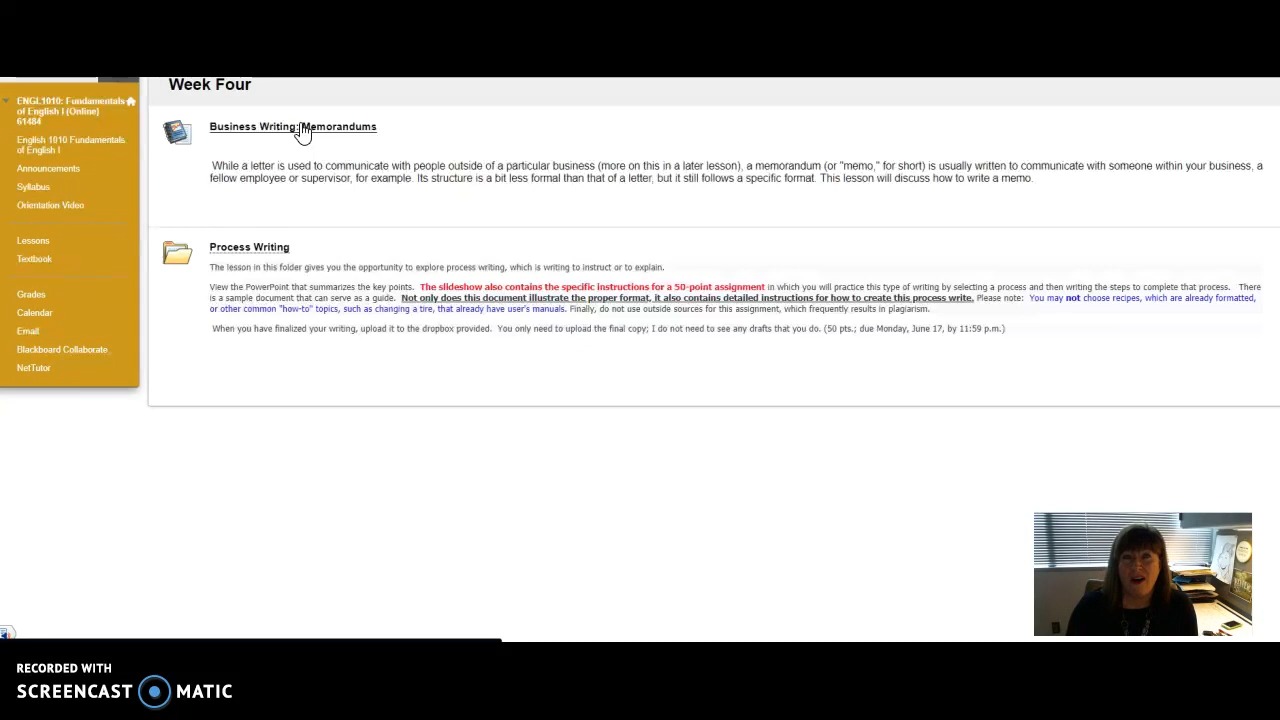 Week Four
ENGL1010: Fundamentals
of English I (Online)
61484
English 1010 Fundamentals
of English I
Announcements
Syllabus
Orientation Video
Lessons
Textbook
Grades
Calendar
Email
Blackboard Collaborate
NetTutor
Business Writing: Memorandums
While a letter is used to communicate with people outside of a particular business (more on this in a later lesson), a memorandum (or "memo," for short) is usually written to communicate with someone within your business, a
fellow employee or supervisor, for example. Its structure is a bit less formal than that of a letter, but it still follows a specific format. This lesson will discuss how to write a memo.
Process Writing
The lesson in this folder gives you the opportunity to explore process writing, which is writing to instruct or to explain.
View the PowerPoint that summarizes the key points. The slideshow also contains the specific instructions for a 50-point assignment in which you will practice this type of writing by selecting a process and then writing the steps to complete that process. There
is a sample document that can serve as a guide. Not only does this document illustrate the proper format, it also contains detailed instructions for how to create this process write. Please note: You may not choose recipes, which are already formatted,
or other common "how-to" topics, such as changing a tire, that already have user's manuals. Finally, do not use outside sources for this assignment, which frequently results in plagiarism.
When you have finalized your writing, upload it to the dropbox provided. You only need to upload the final copy; I do not need to see any drafts that you do. (50 pts.; due Monday, June 17, by 11:59 p.m.)
RECORDED WITH
SCREENCAST MATIC